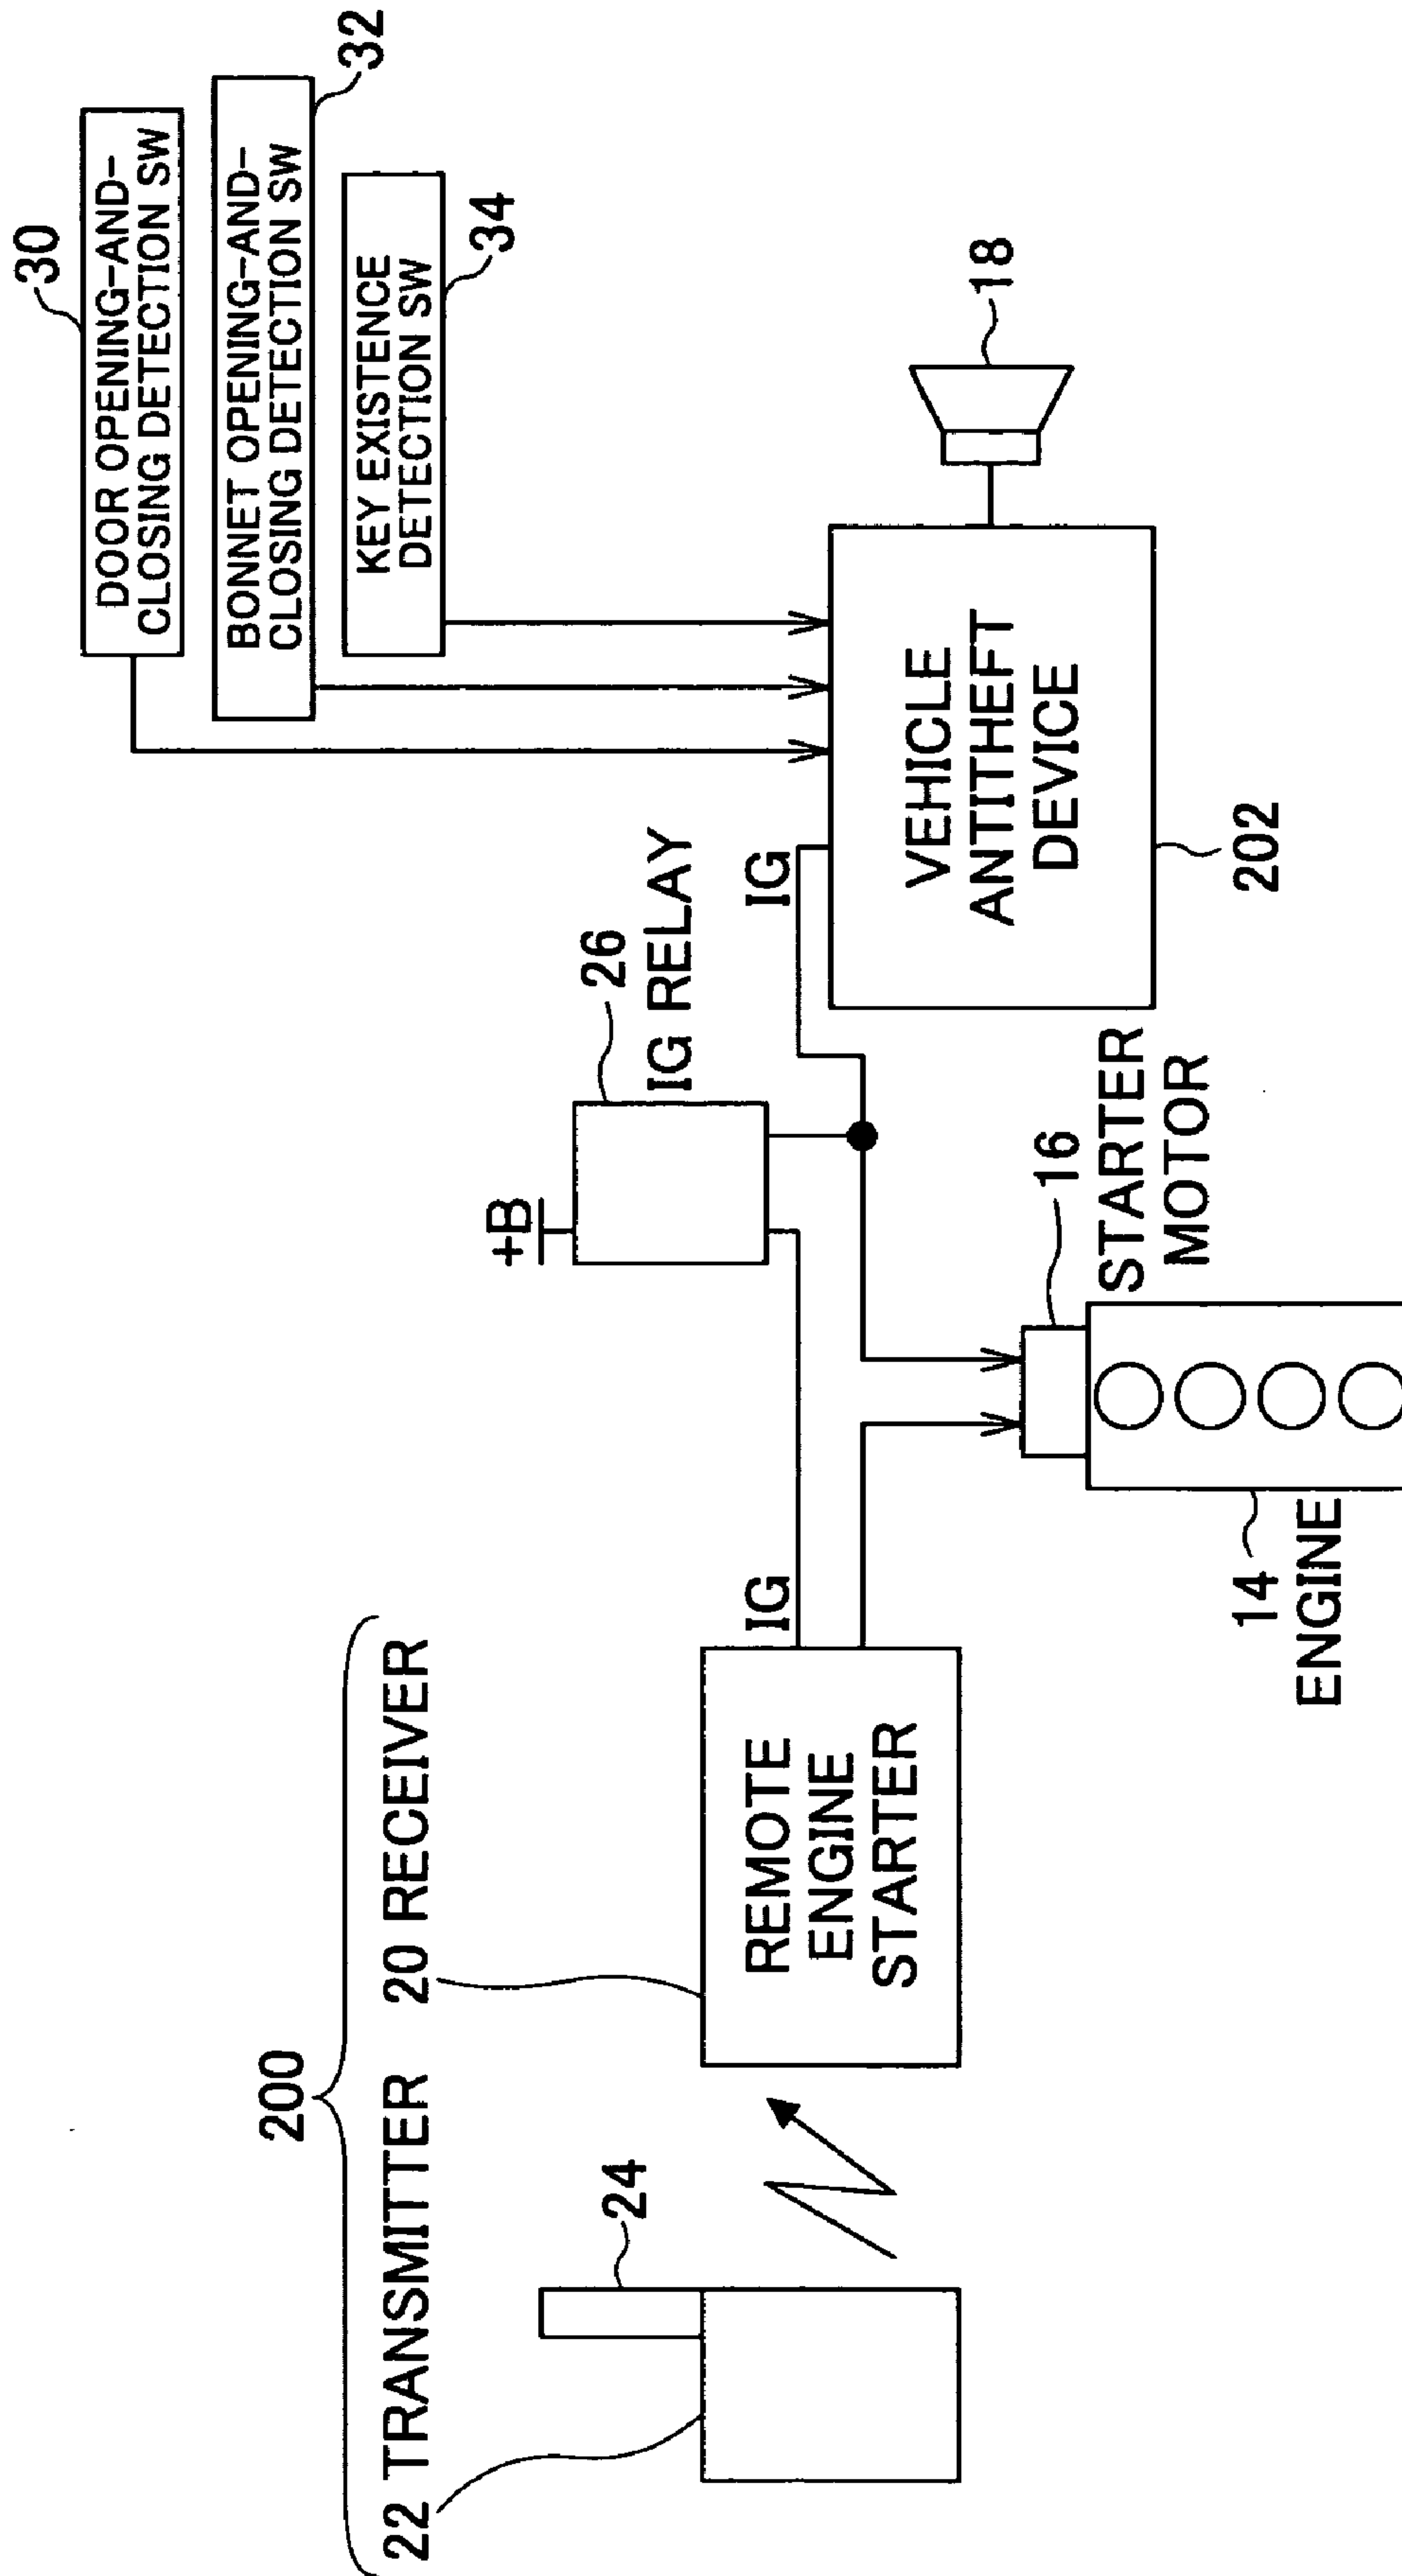 200
22 TRANSMITTER
20 RECEIVER
24
REMOTE
ENGINE
STARTER
IG
+B
26
IG RELAY
IG
14
ENGINE
16
STARTER
MOTOR
30
DOOR OPENING-AND-
CLOSING DETECTION SW
BONNET OPENING-AND-
CLOSING DETECTION SW
32
KEY EXISTENCE
DETECTION SW
34
VEHICLE
ANTITHEFT
DEVICE
202
18